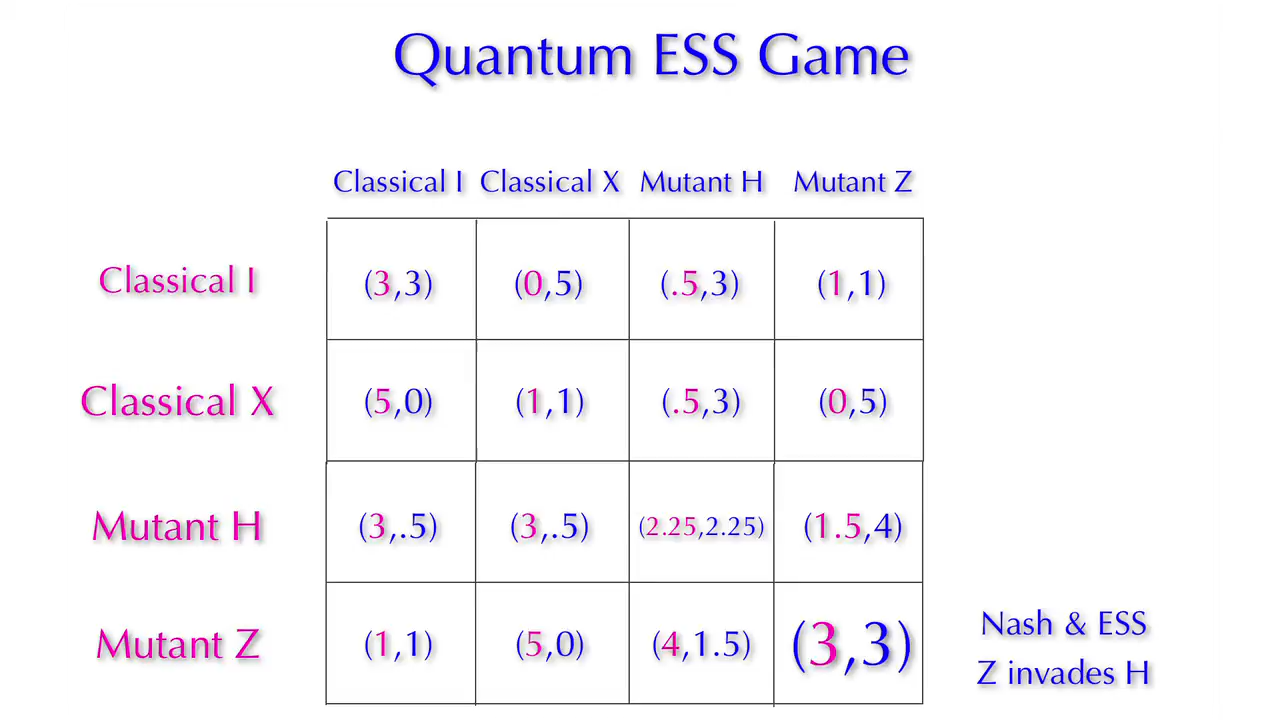 Quantum ESS Game
Classical I Classical X Mutant H Mutant Z
Classical I (3,3) (0,5) (.5,3) (1,1)
Classical X (5,0) (1,1) (.5,3) (0,5)
Mutant H (3,.5) (3,.5) (2.25,2.25) (1.5,4)
Mutant Z (1,1) (5,0) (4,1.5) (3,3)
Nash & ESS
Z invades H